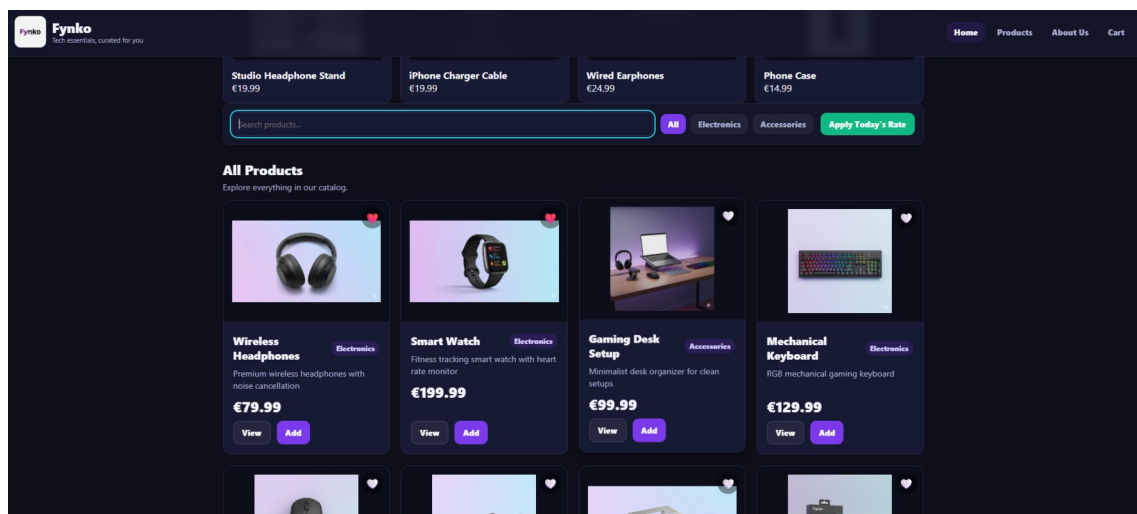 Fynko
Fynko
Tech essentials, curated for you
Home
Products
About Us
Cart
Studio Headphone Stand
€19.99
iPhone Charger Cable
€19.99
Wired Earphones
€24.99
Phone Case
€14.99
Search products...
All
Electronics
Accessories
Apply Today's Rate
All Products
Explore everything in our catalog.
Wireless
Headphones
Electronics
Premium wireless headphones with
noise cancellation
€79.99
View
Add
Smart Watch
Electronics
Fitness tracking smart watch with heart
rate monitor
€199.99
View
Add
Gaming Desk
Setup
Accessories
Minimalist desk organizer for clean
setups
€99.99
View
Add
Mechanical
Keyboard
Electronics
RGB mechanical gaming keyboard
€129.99
View
Add